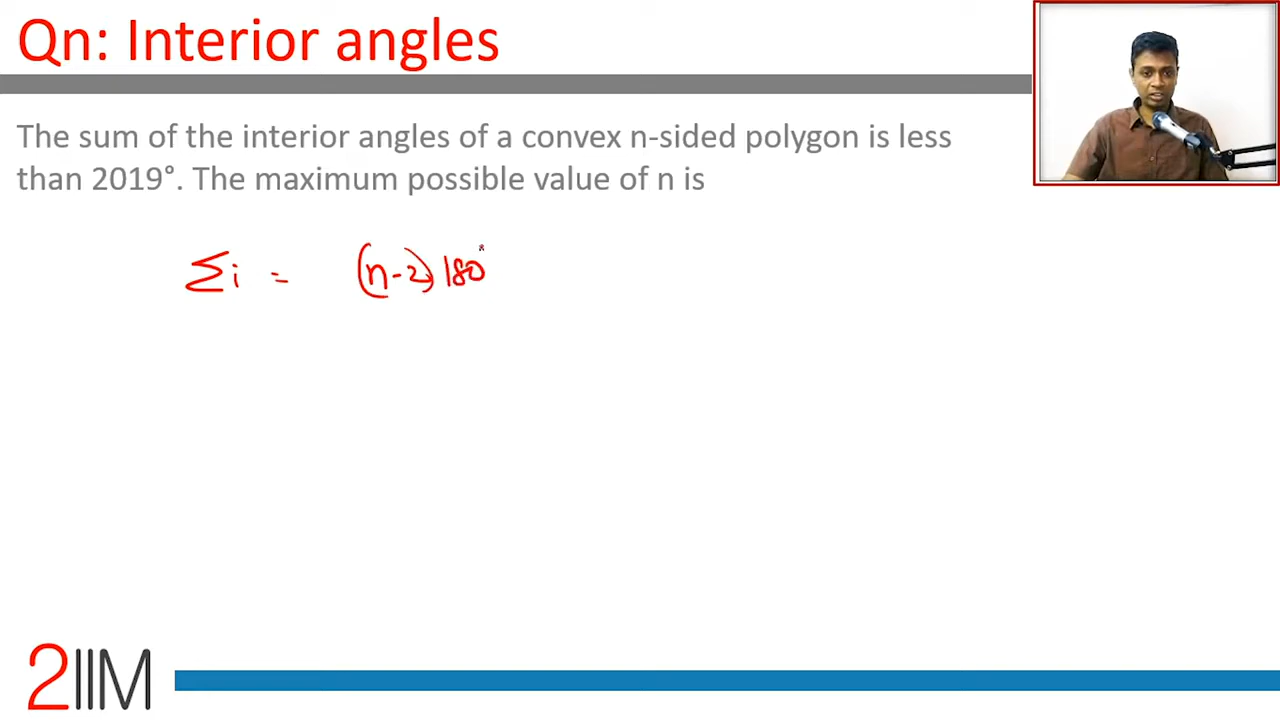 Qn: Interior angles
The sum of the interior angles of a convex n-sided polygon is less
than 2019°. The maximum possible value of n is
Σi = (n-2) 180°
2IIM